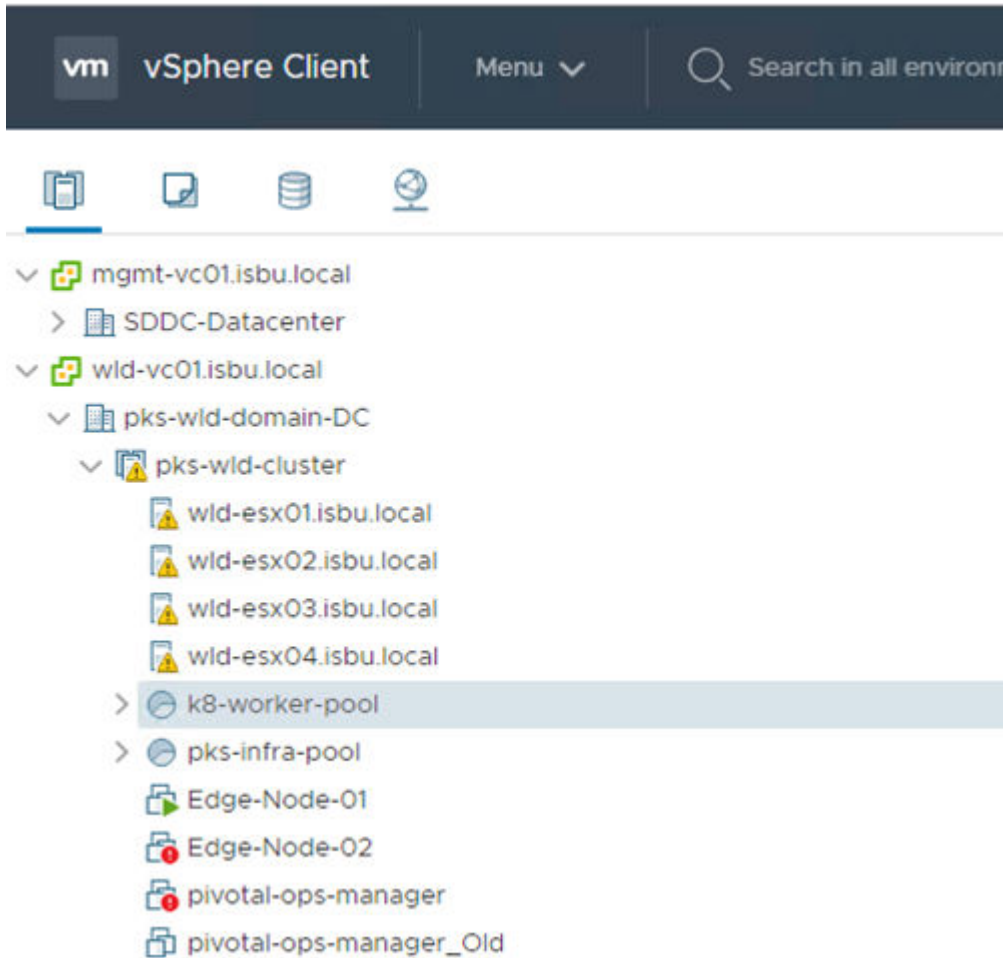 vm vSphere Client Menu Search in all environ
mgmt-vc01.isbu.local
SDDC-Datacenter
wld-vc01.isbu.local
pks-wld-domain-DC
pks-wld-cluster
wld-esx01.isbu.local
wld-esx02.isbu.local
wld-esx03.isbu.local
wld-esx04.isbu.local
k8-worker-pool
pks-infra-pool
Edge-Node-01
Edge-Node-02
pivotal-ops-manager
pivotal-ops-manager_Old